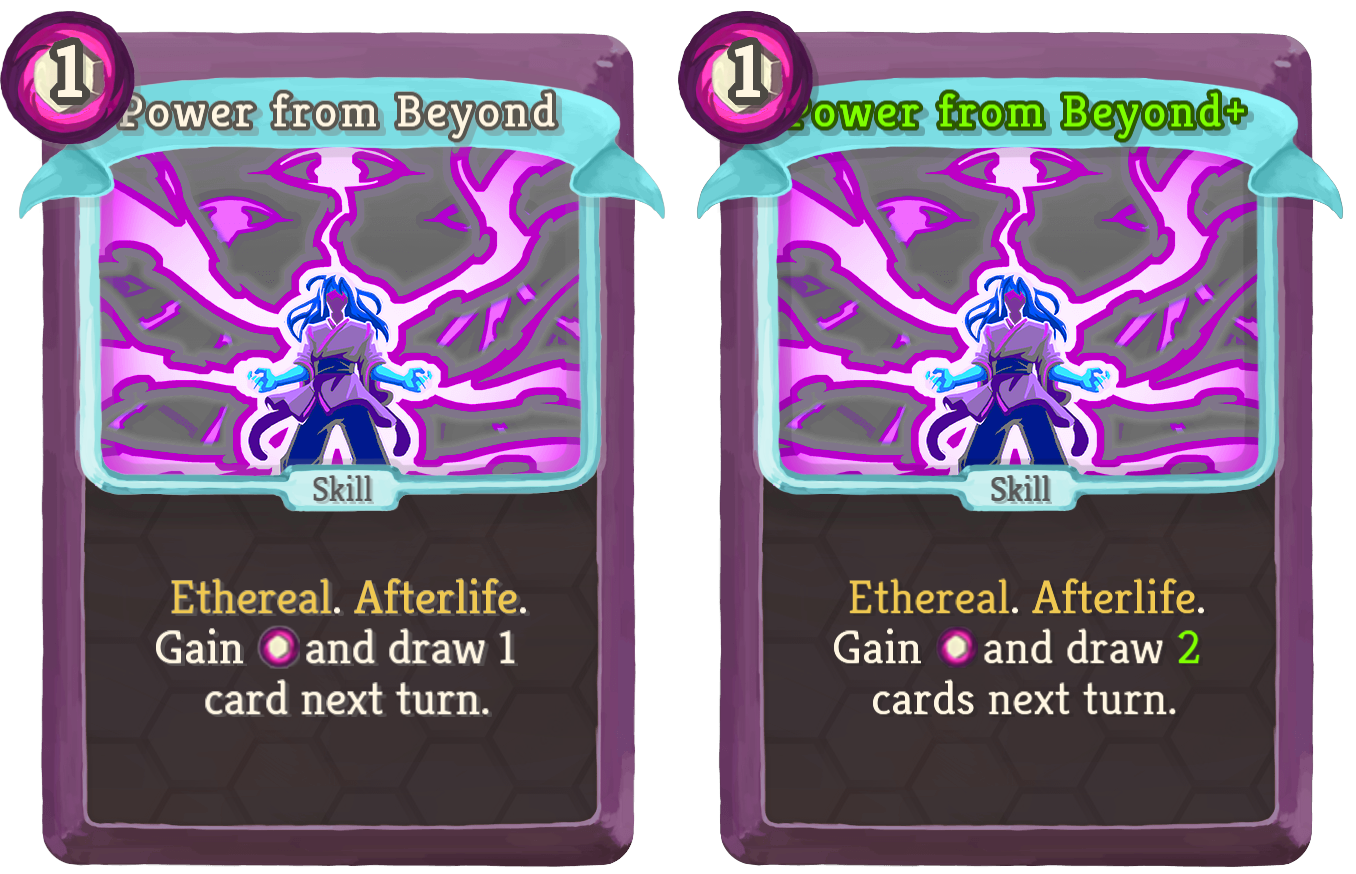 1
Power from Beyond
Skill
Ethereal. Afterlife.
Gain and draw 1
card next turn.
1
Power from Beyond+
Skill
Ethereal. Afterlife.
Gain and draw 2
cards next turn.